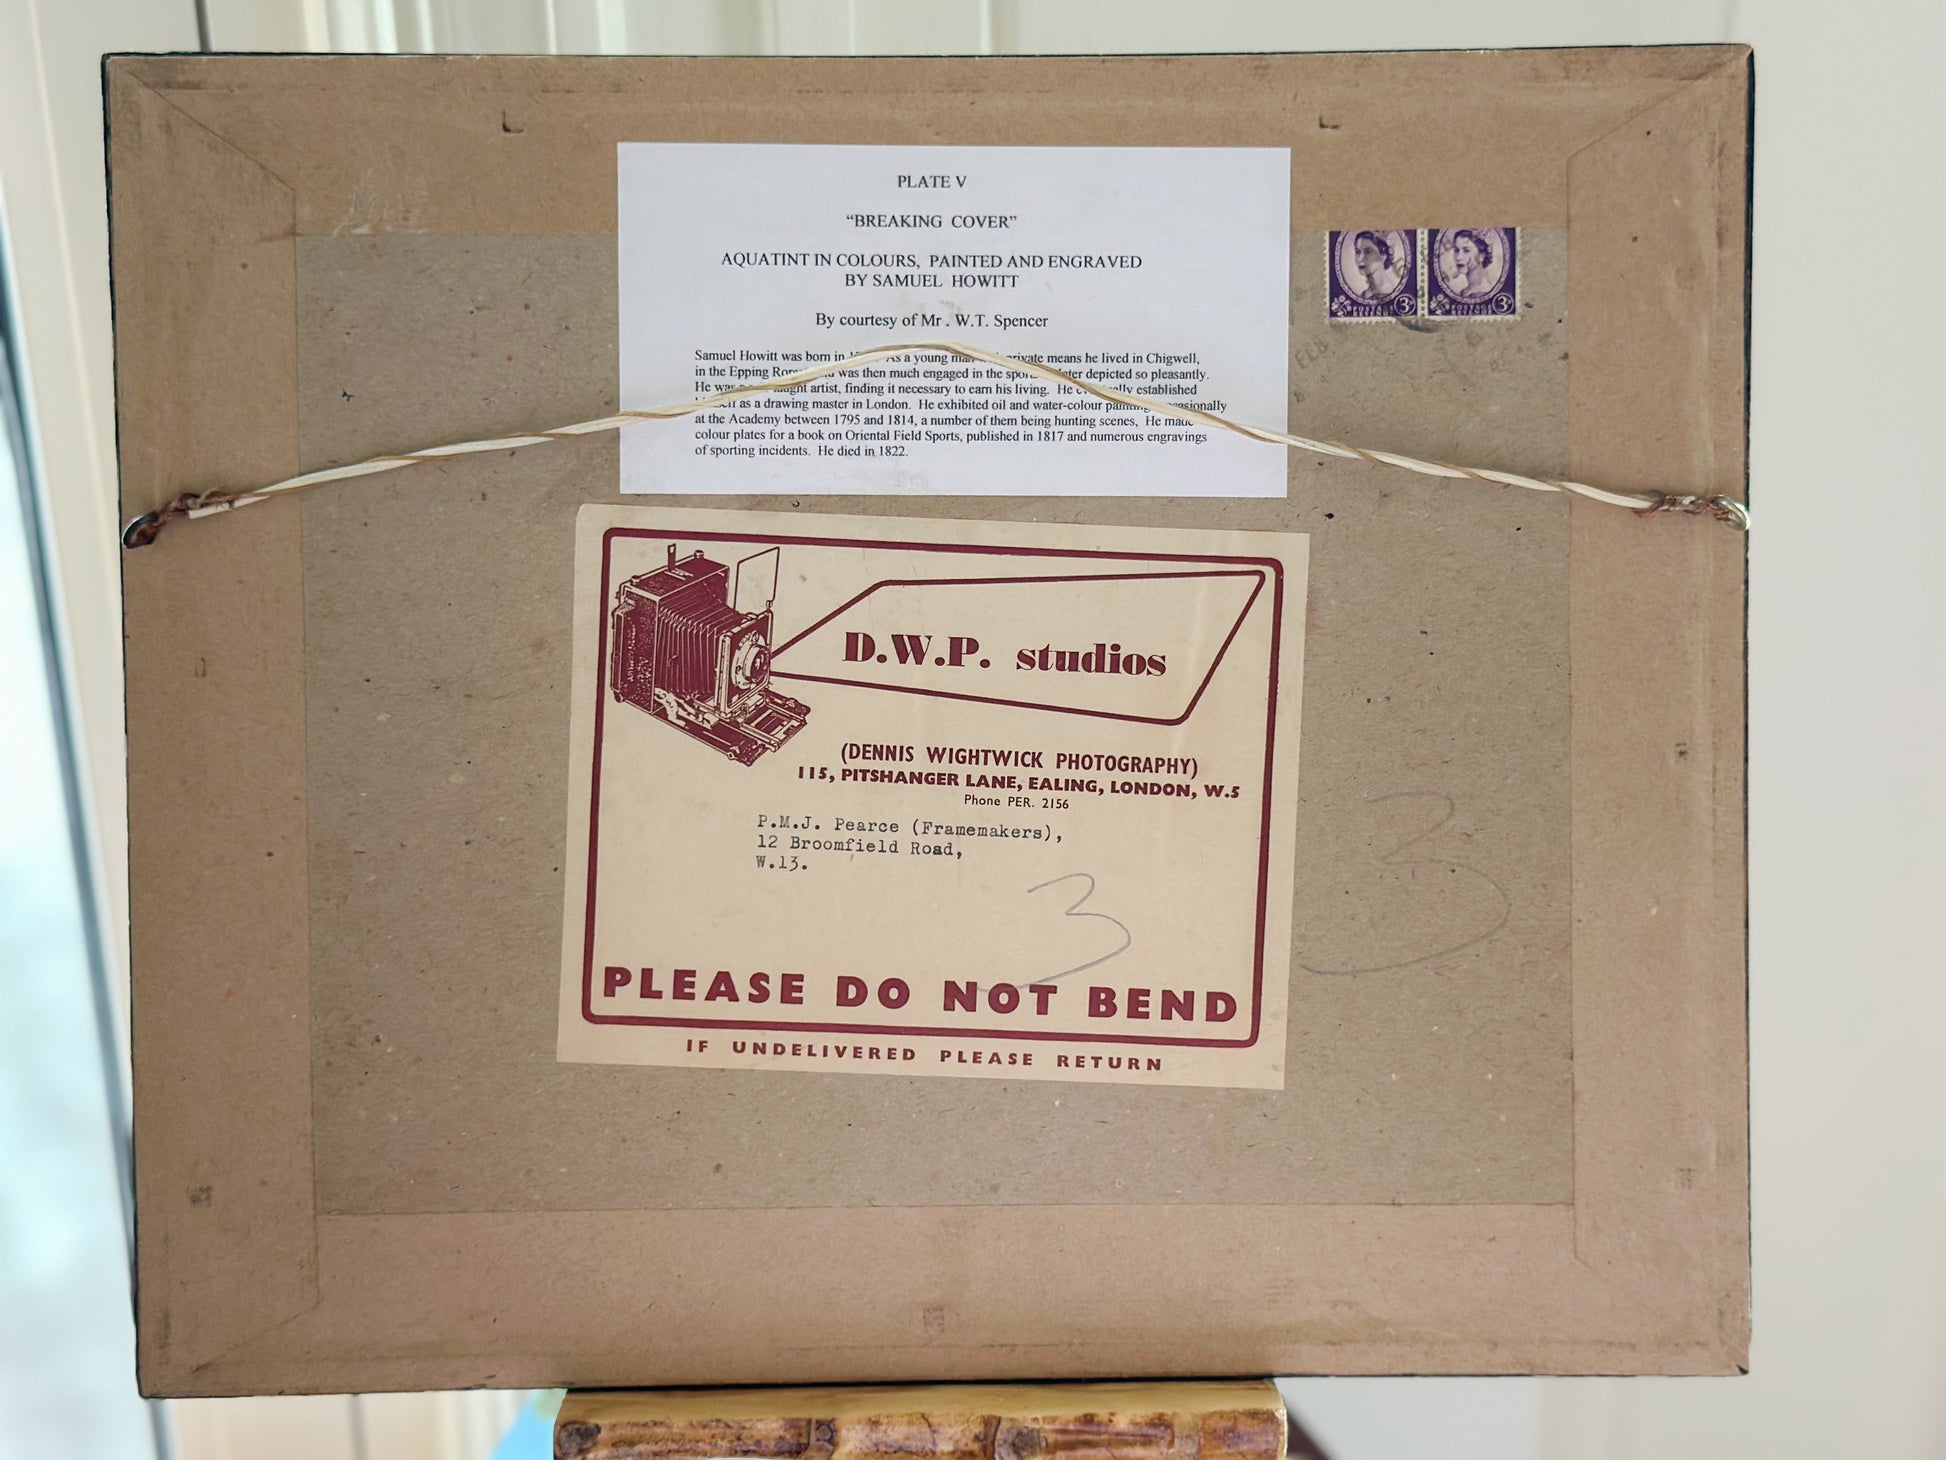 PLATE V
“BREAKING COVER”
AQUATINT IN COLOURS, PAINTED AND ENGRAVED
BY SAMUEL HOWITT
By courtesy of Mr . W.T. Spencer
Samuel Howitt was born in As a young man private means he lived in Chigwell,
in the Epping was then much engaged in the depicted so pleasantly.
He was artist, finding it necessary to earn his living. He established
as a drawing master in London. He exhibited oil and water-colour
at the Academy between 1795 and 1814, a number of them being hunting scenes, He made
colour plates for a book on Oriental Field Sports, published in 1817 and numerous engravings
of sporting incidents. He died in 1822.
D.W.P. studios
(DENNIS WIGHTWICK PHOTOGRAPHY)
115, PITSHANGER LANE, EALING, LONDON, W.5
Phone PER. 2156
P.M.J. Pearce (Framemakers),
12 Broomfield Road,
W.13.
3
3
PLEASE DO NOT BEND
IF UNDELIVERED PLEASE RETURN